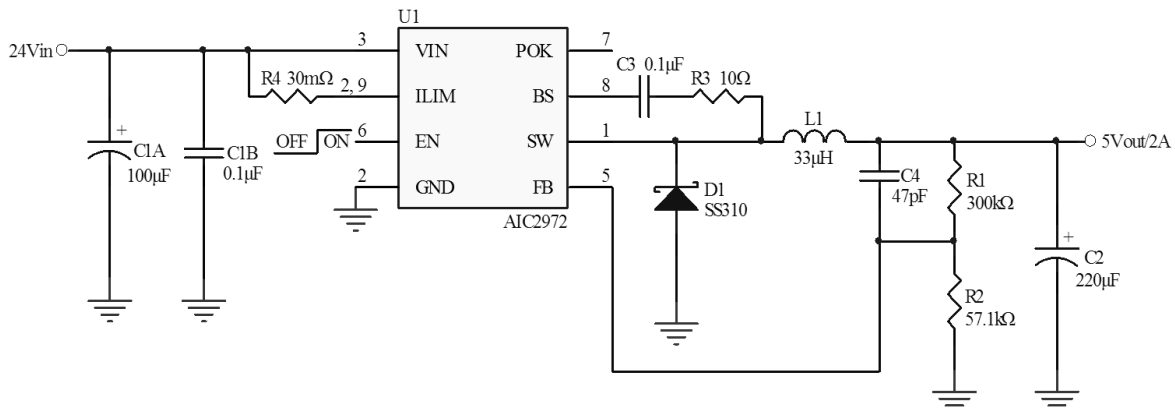 U1
24Vin
3
VIN
POK
7
C3 0.1µF
R3 10Ω
R4 30mΩ
2, 9
ILIM
BS
8
L1
33µH
OFF
ON
6
EN
SW
1
5Vout/2A
+
C1A
100µF
C1B
0.1µF
2
GND
FB
5
AIC2972
D1
SS310
C4
47pF
R1
300kΩ
+
C2
220µF
R2
57.1kΩ